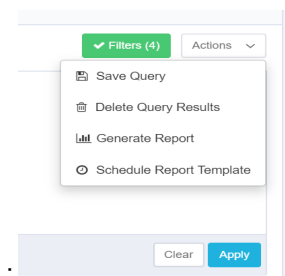 Filters (4) Actions
Save Query
Delete Query Results
Generate Report
Schedule Report Template
Clear Apply